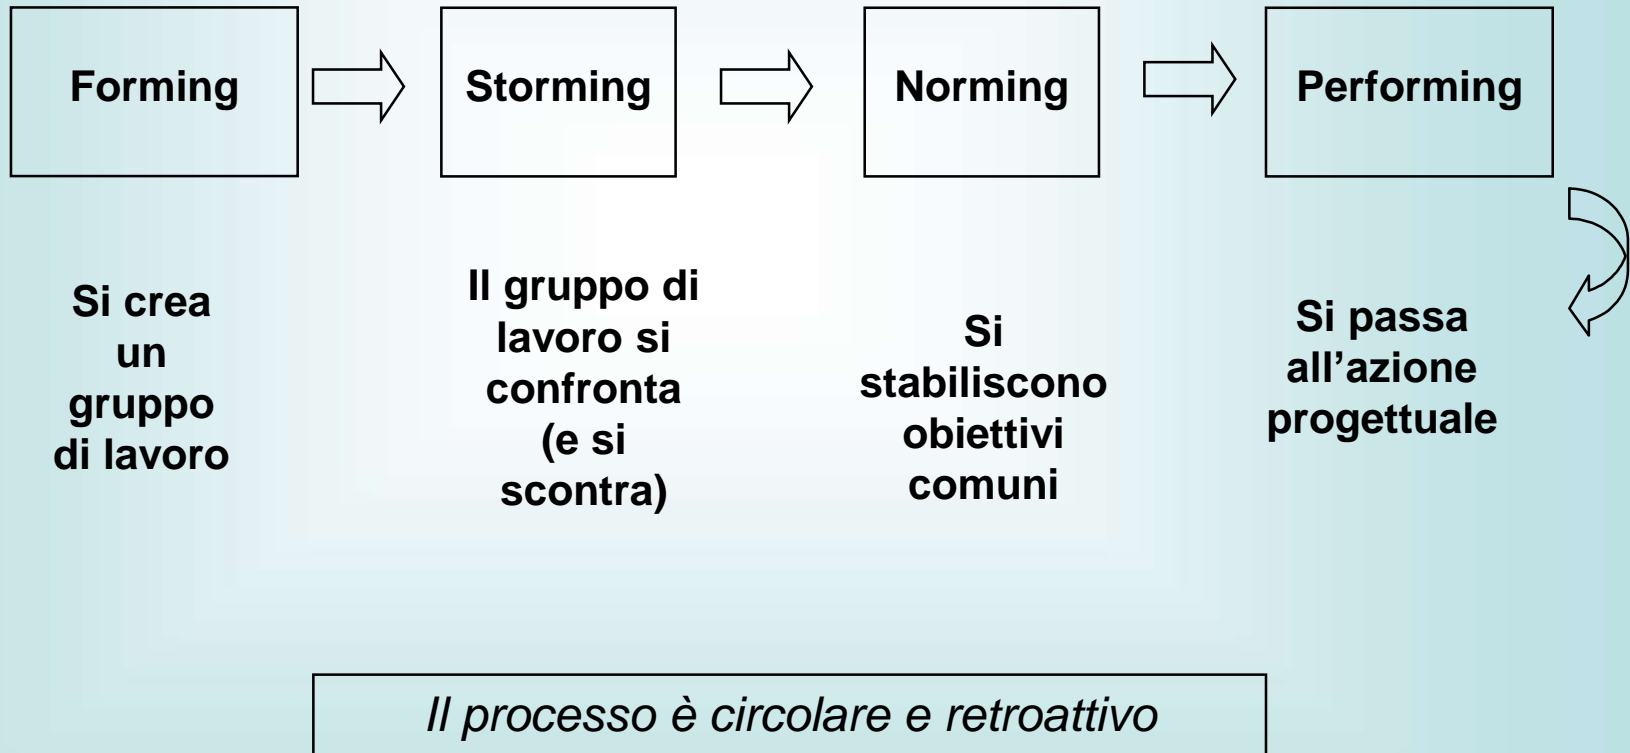 Forming
Storming
Norming
Performing
Si crea
un
gruppo
di lavoro
Il gruppo di
lavoro si
confronta
(e si
scontra)
Si
stabiliscono
obiettivi
comuni
Si passa
all’azione
progettuale
Il processo è circolare e retroattivo